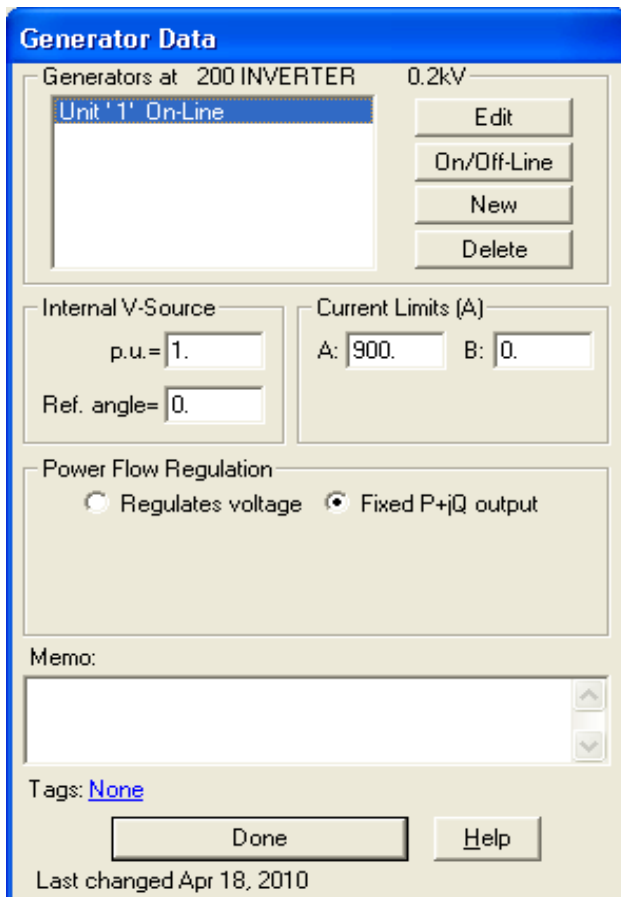 Generator Data
Generators at 200 INVERTER 0.2kV
Unit ' 1' On-Line
Edit
On/Off-Line
New
Delete
Internal V-Source
p.u.= 1.
Ref. angle= 0.
Current Limits (A)
A: 900. B: 0.
Power Flow Regulation
Regulates voltage Fixed P+jQ output
Memo:
Tags: None
Done Help
Last changed Apr 18, 2010